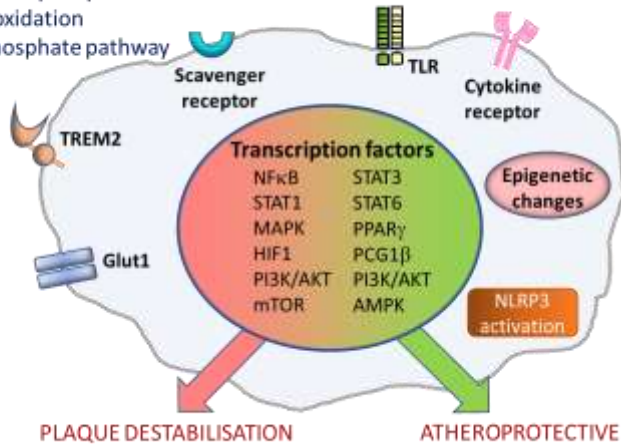 oxidation
osphate pathway
Scavenger
receptor
TLR
Cytokine
receptor
TREM2
Glut1
Transcription factors
NFκB STAT3
STAT1 STAT6
MAPK PPARγ
HIF1 PCG1β
PI3K/AKT PI3K/AKT
mTOR AMPK
Epigenetic
changes
NLRP3
activation
PLAQUE DESTABILISATION
ATHEROPROTECTIVE